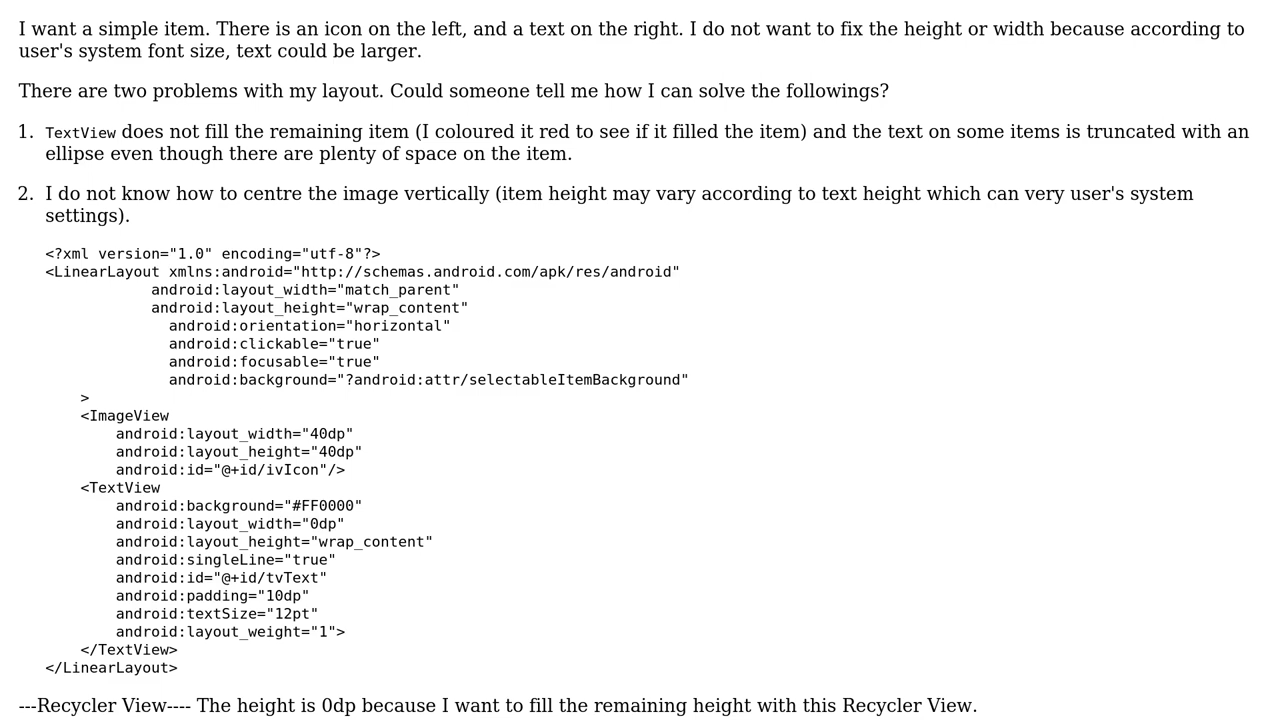 I want a simple item. There is an icon on the left, and a text on the right. I do not want to fix the height or width because according to
user's system font size, text could be larger.
There are two problems with my layout. Could someone tell me how I can solve the followings?
1. TextView does not fill the remaining item (I coloured it red to see if it filled the item) and the text on some items is truncated with an
ellipse even though there are plenty of space on the item.
2. I do not know how to centre the image vertically (item height may vary according to text height which can very user's system
settings).
<?xml version="1.0" encoding="utf-8"?>
<LinearLayout xmlns:android="http://schemas.android.com/apk/res/android"
            android:layout_width="match_parent"
            android:layout_height="wrap_content"
              android:orientation="horizontal"
              android:clickable="true"
              android:focusable="true"
              android:background="?android:attr/selectableItemBackground"
    >
    <ImageView
        android:layout_width="40dp"
        android:layout_height="40dp"
        android:id="@+id/ivIcon"/>
    <TextView
        android:background="#FF0000"
        android:layout_width="0dp"
        android:layout_height="wrap_content"
        android:singleLine="true"
        android:id="@+id/tvText"
        android:padding="10dp"
        android:textSize="12pt"
        android:layout_weight="1">
    </TextView>
</LinearLayout>
---Recycler View---- The height is 0dp because I want to fill the remaining height with this Recycler View.